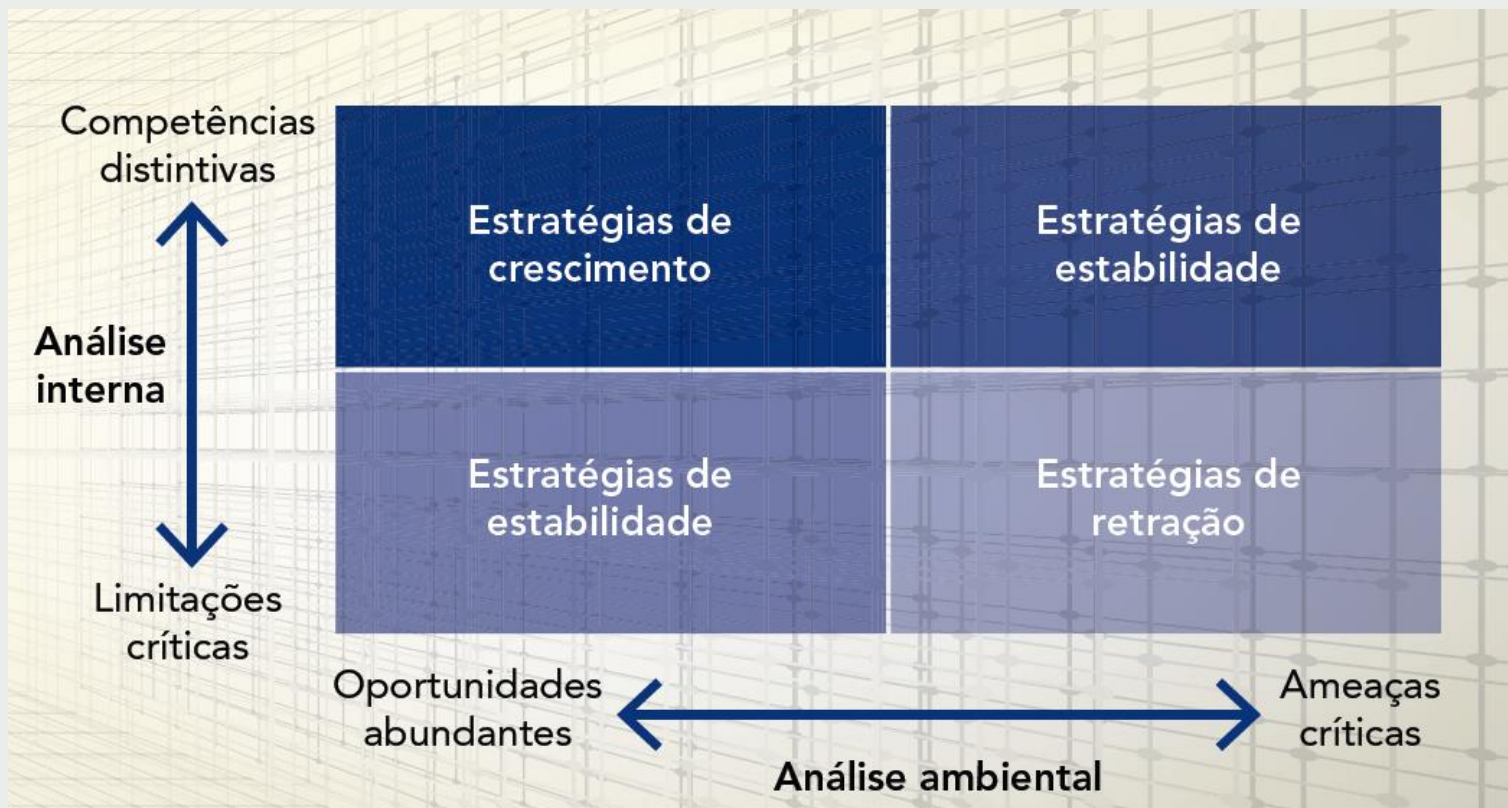 Competências
distintivas
Estratégias de
crescimento
Estratégias de
estabilidade
Análise
interna
Estratégias de
estabilidade
Estratégias de
retração
Limitações
críticas
Oportunidades
abundantes
Ameaças
críticas
Análise ambiental